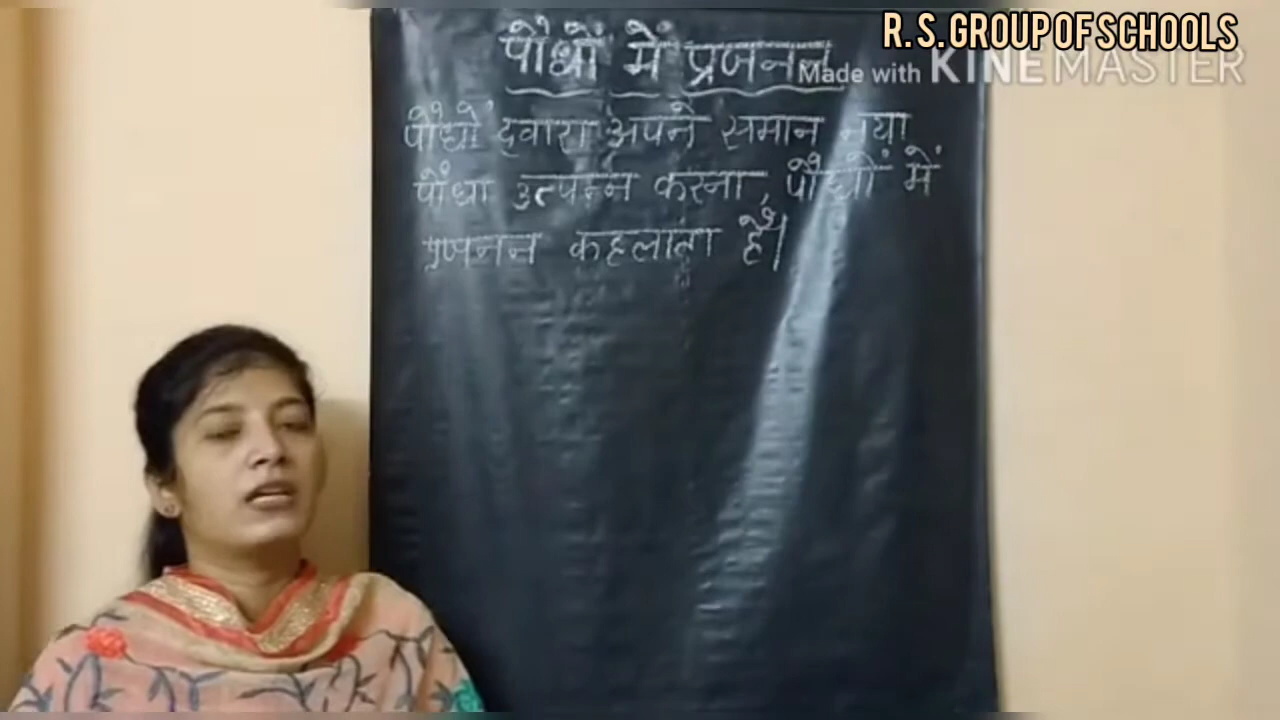 R. S. GROUP OF SCHOOLS
Made with KINEMASTER
पौधों में प्रजनन
पौधों द्वारा अपने समान नया
पौधा उत्पन्न करना, पौधों में
प्रजनन कहलाता है।